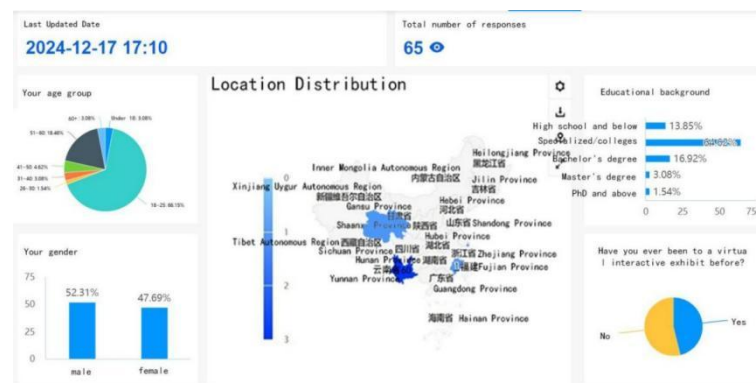 Last Updated Date
2024-12-17 17:10
Total number of responses
65
Your age group
60+: 3.08%
Under 18: 3.08%
51-60: 18.46%
41-50: 4.62%
31-40: 3.08%
26-30: 1.54%
18-25: 66.15%
Your gender
75
50
25
0
52.31%
47.69%
male
female
Location Distribution
0
1
2
3
Heilongjiang Province
黑龙江省
Inner Mongolia Autonomous Region
内蒙古自治区
Jilin Province
吉林省
Xinjiang Uygur Autonomous Region
新疆维吾尔自治区
Hebei Province
河北省
Gansu Province
甘肃省
Shaanxi Province
陕西省
山东省 Shandong Province
Hubei Province
湖北省
Tibet Autonomous Region 西藏自治区
Sichuan Province
四川省
浙江省 Zhejiang Province
Hunan Province
湖南省
福建 Fujian Province
Yunnan Province
云南
广东省
Guangdong Province
海南省 Hainan Province
Educational background
High school and below
13.85%
Specialized/colleges
Bachelor's degree
16.92%
Master's degree
3.08%
PhD and above
1.54%
0
25
50
75
Have you ever been to a virtua
l interactive exhibit before?
No
Yes